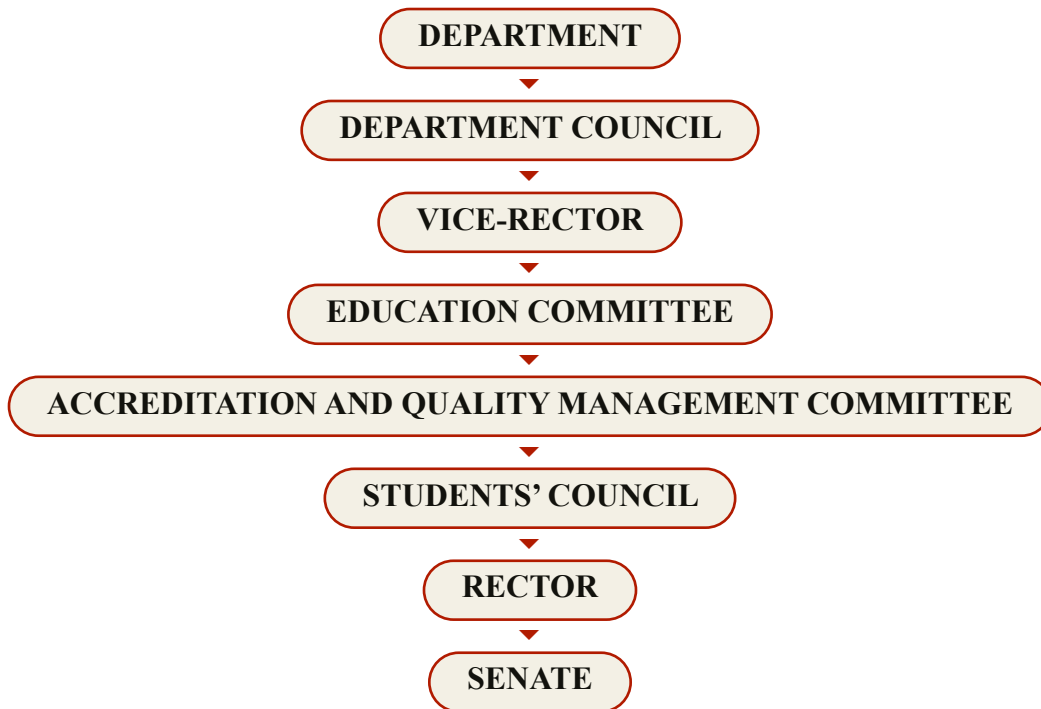 DEPARTMENT
DEPARTMENT COUNCIL
VICE-RECTOR
EDUCATION COMMITTEE
ACCREDITATION AND QUALITY MANAGEMENT COMMITTEE
STUDENTS’ COUNCIL
RECTOR
SENATE